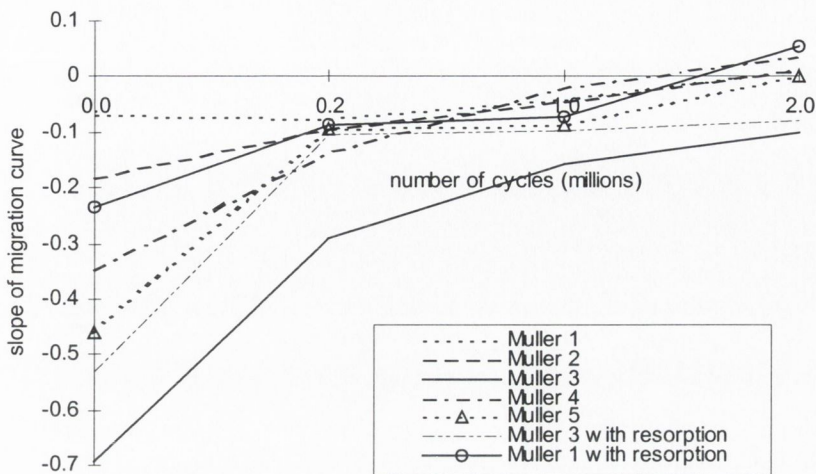 0.1
0
0.0
0.2
1.0
2.0
-0.1
-0.2
-0.3
-0.4
-0.5
-0.6
-0.7
slope of migration curve
number of cycles (millions)
Muller 1
Muller 2
Muller 3
Muller 4
Muller 5
Muller 3 with resorption
Muller 1 with resorption